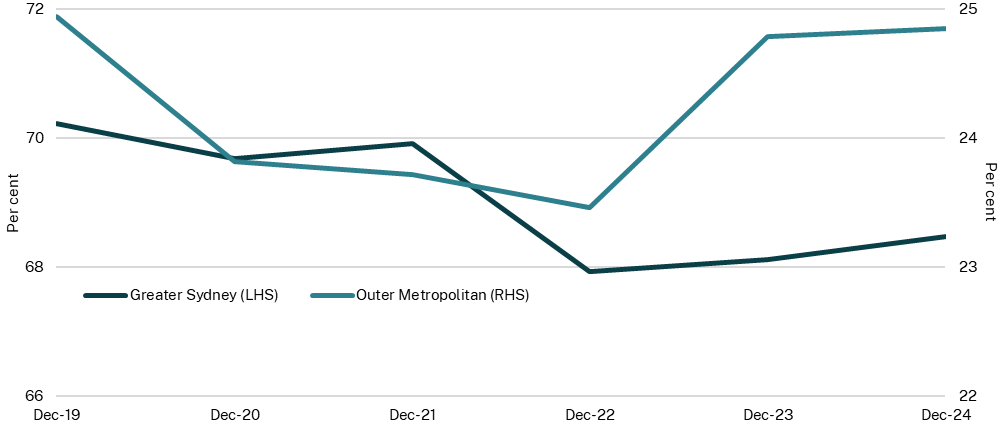 72
25
70
24
Per cent
Per cent
68
23
Greater Sydney (LHS)
Outer Metropolitan (RHS)
66
22
Dec-19
Dec-20
Dec-21
Dec-22
Dec-23
Dec-24